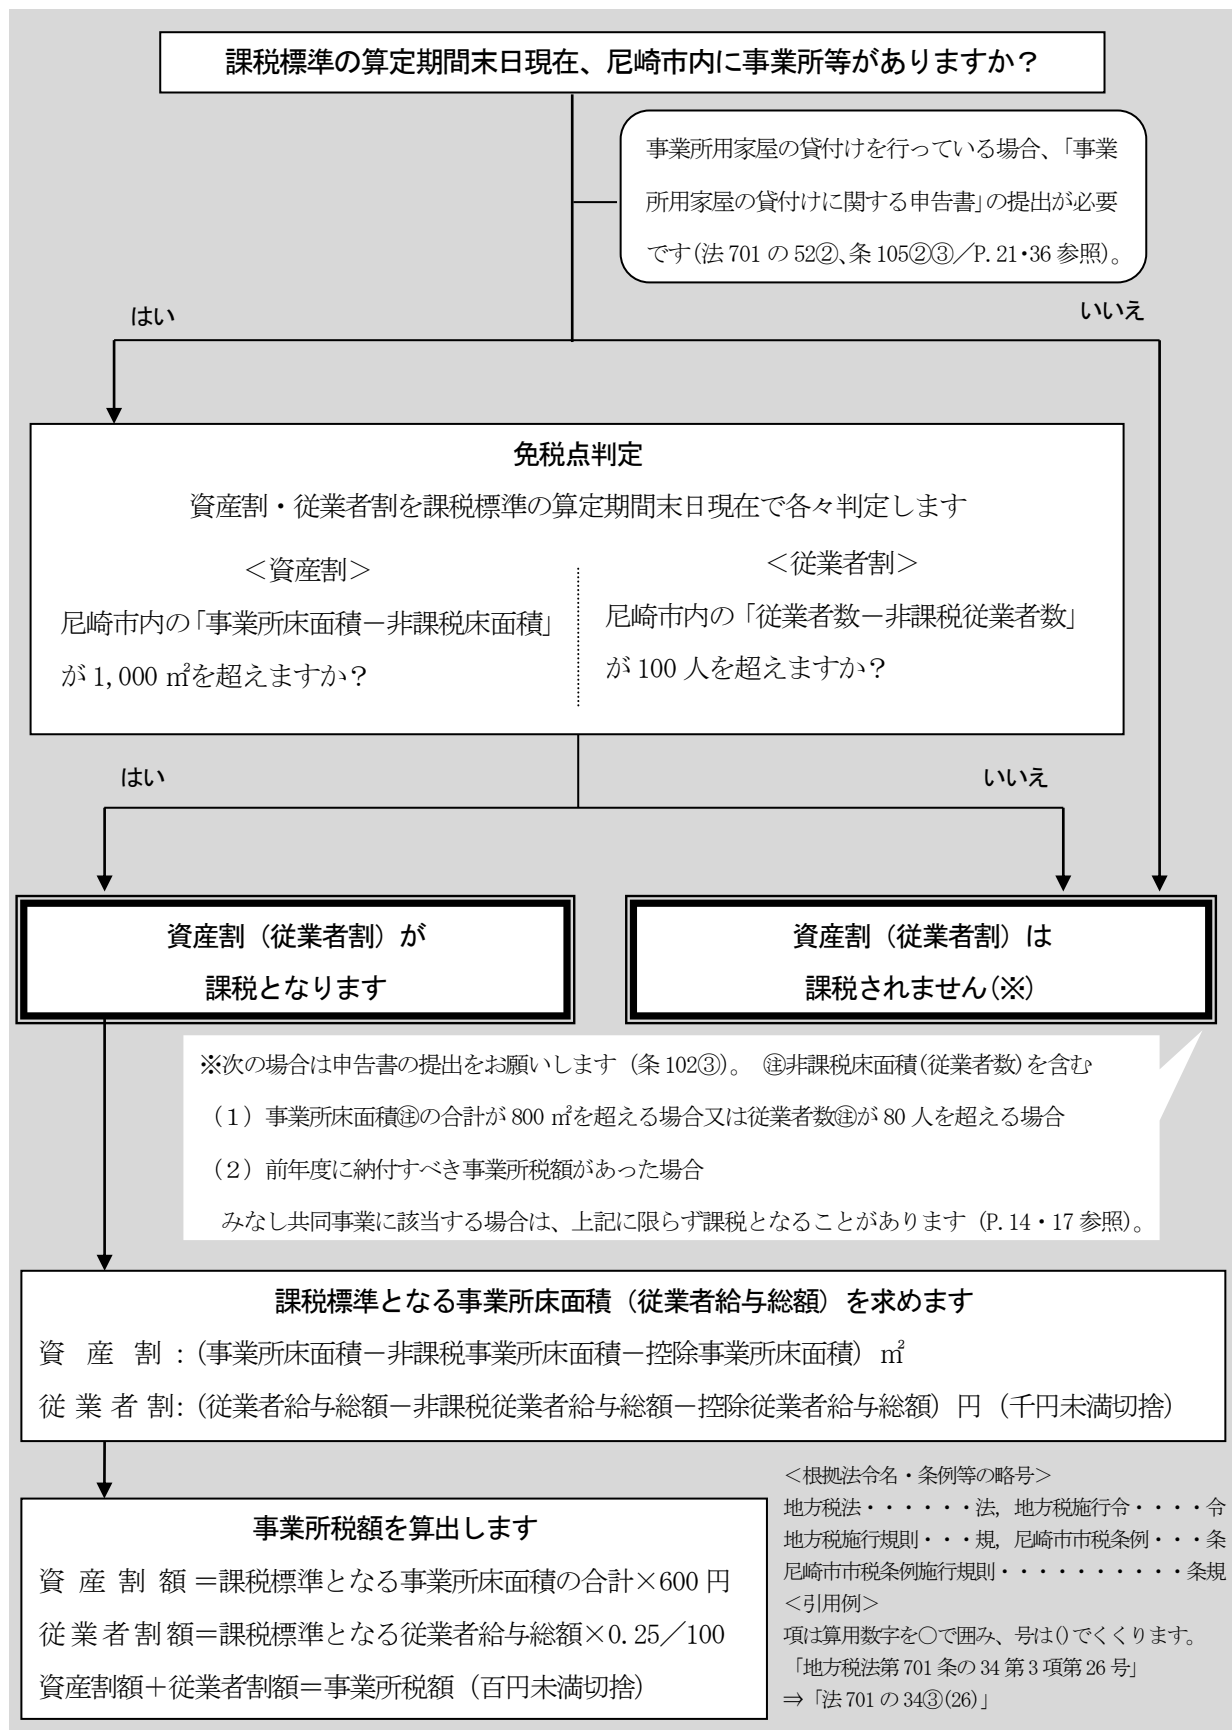 課税標準の算定期間末日現在、尼崎市内に事業所等がありますか？
事業所用家屋の貸付けを行っている場合、「事業
所用家屋の貸付けに関する申告書」の提出が必要
です(法 701 の 52②、条 105②③／P. 21・36 参照)。
はい
いいえ
免税点判定
資産割・従業者割を課税標準の算定期間末日現在で各々判定します
＜資産割＞
尼崎市内の「事業所床面積－非課税床面積」
が 1,000 ㎡を超えますか？
＜従業者割＞
尼崎市内の「従業者数－非課税従業者数」
が 100 人を超えますか？
はい
いいえ
資産割（従業者割）が
課税となります
資産割（従業者割）は
課税されません(※)
※次の場合は申告書の提出をお願いします（条 102③）。 ㊟非課税床面積(従業者数)を含む
（１）事業所床面積㊟の合計が 800 ㎡を超える場合又は従業者数㊟が 80 人を超える場合
（２）前年度に納付すべき事業所税額があった場合
みなし共同事業に該当する場合は、上記に限らず課税となることがあります（P. 14・17 参照）。
課税標準となる事業所床面積（従業者給与総額）を求めます
資 産 割：(事業所床面積－非課税事業所床面積－控除事業所床面積）㎡
従 業 者 割：(従業者給与総額－非課税従業者給与総額－控除従業者給与総額）円（千円未満切捨）
事業所税額を算出します
資 産 割 額＝課税標準となる事業所床面積の合計×600 円
従 業 者 割 額＝課税標準となる従業者給与総額×0. 25／100
資産割額＋従業者割額＝事業所税額（百円未満切捨）
＜根拠法令名・条例等の略号＞
地方税法・・・・・・法, 地方税施行令・・・・令
地方税施行規則・・・規, 尼崎市市税条例・・・条
尼崎市市税条例施行規則・・・・・・・・・・条規
＜引用例＞
項は算用数字を○で囲み、号は()でくくります。
「地方税法第 701 条の 34 第 3 項第 26 号」
⇒「法 701 の 34③(26)」